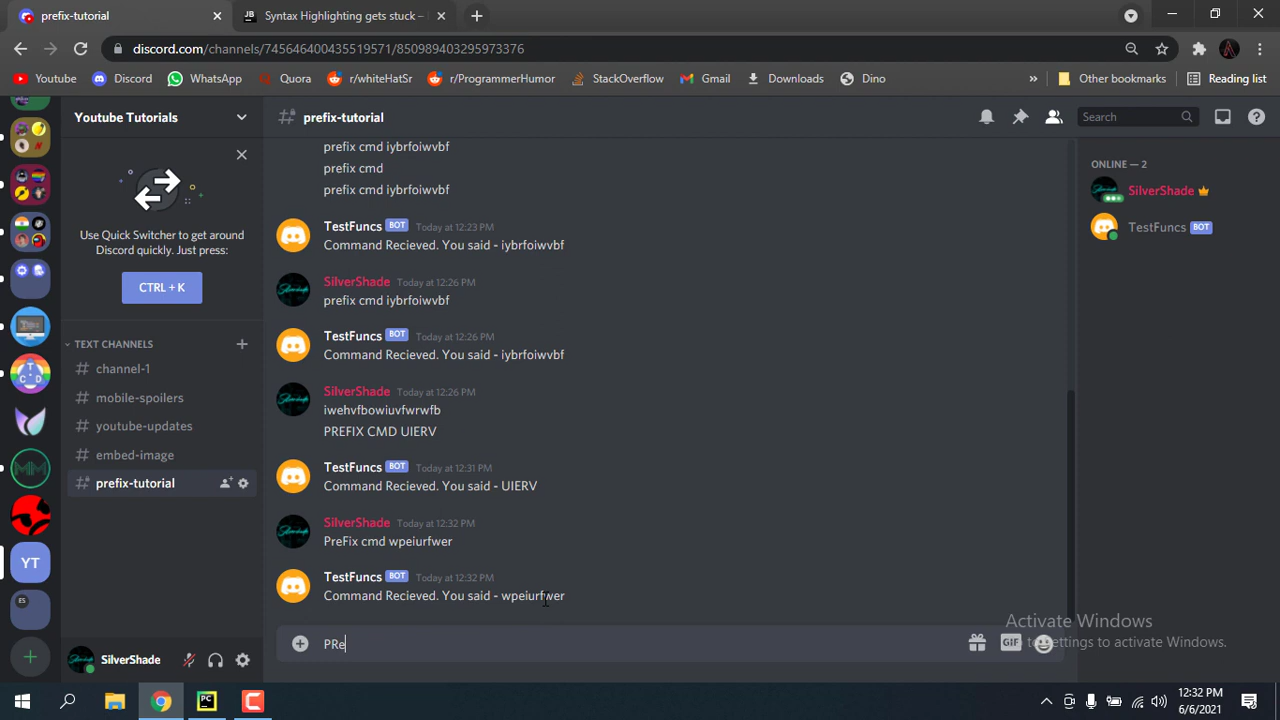 prefix-tutorial
Syntax Highlighting gets stuck –
discord.com/channels/745646400435519571/850989403295973376
Youtube
Discord
WhatsApp
Quora
r/whiteHatSr
r/ProgrammerHumor
StackOverflow
Gmail
Downloads
Dino
»
Other bookmarks
Reading list
Youtube Tutorials
# prefix-tutorial
Search
Use Quick Switcher to get around
Discord quickly. Just press:
CTRL + K
TEXT CHANNELS
# channel-1
# mobile-spoilers
# youtube-updates
# embed-image
# prefix-tutorial
YT
ES
SilverShade
prefix cmd iybrfoiwvbf
prefix cmd
prefix cmd iybrfoiwvbf
TestFuncs BOT Today at 12:23 PM
Command Recieved. You said - iybrfoiwvbf
SilverShade Today at 12:26 PM
prefix cmd iybrfoiwvbf
TestFuncs BOT Today at 12:26 PM
Command Recieved. You said - iybrfoiwvbf
SilverShade Today at 12:26 PM
iwehvfbowiuvfwrwfb
PREFIX CMD UIERV
TestFuncs BOT Today at 12:31 PM
Command Recieved. You said - UIERV
SilverShade Today at 12:32 PM
PreFix cmd wpeiurfwer
TestFuncs BOT Today at 12:32 PM
Command Recieved. You said - wpeiurfwer
PRe
GIF
ONLINE — 2
SilverShade
TestFuncs BOT
Activate Windows
to ettings to activate Windows.
PC
12:32 PM
6/6/2021